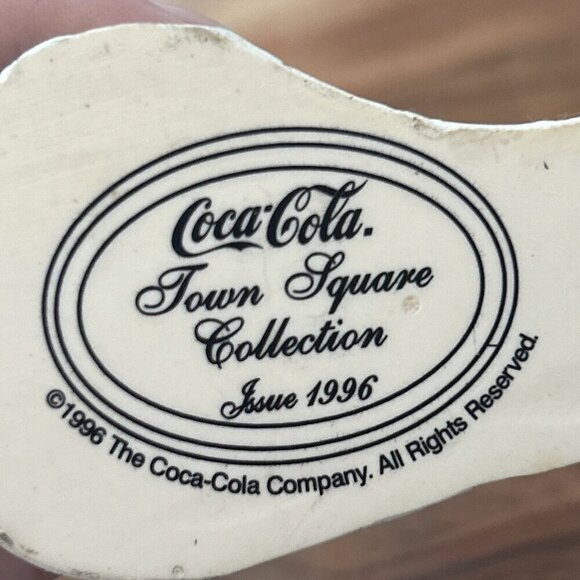 Coca-Cola.
Town Square
Collection
Issue 1996
©1996 The Coca-Cola Company. All Rights Reserved.